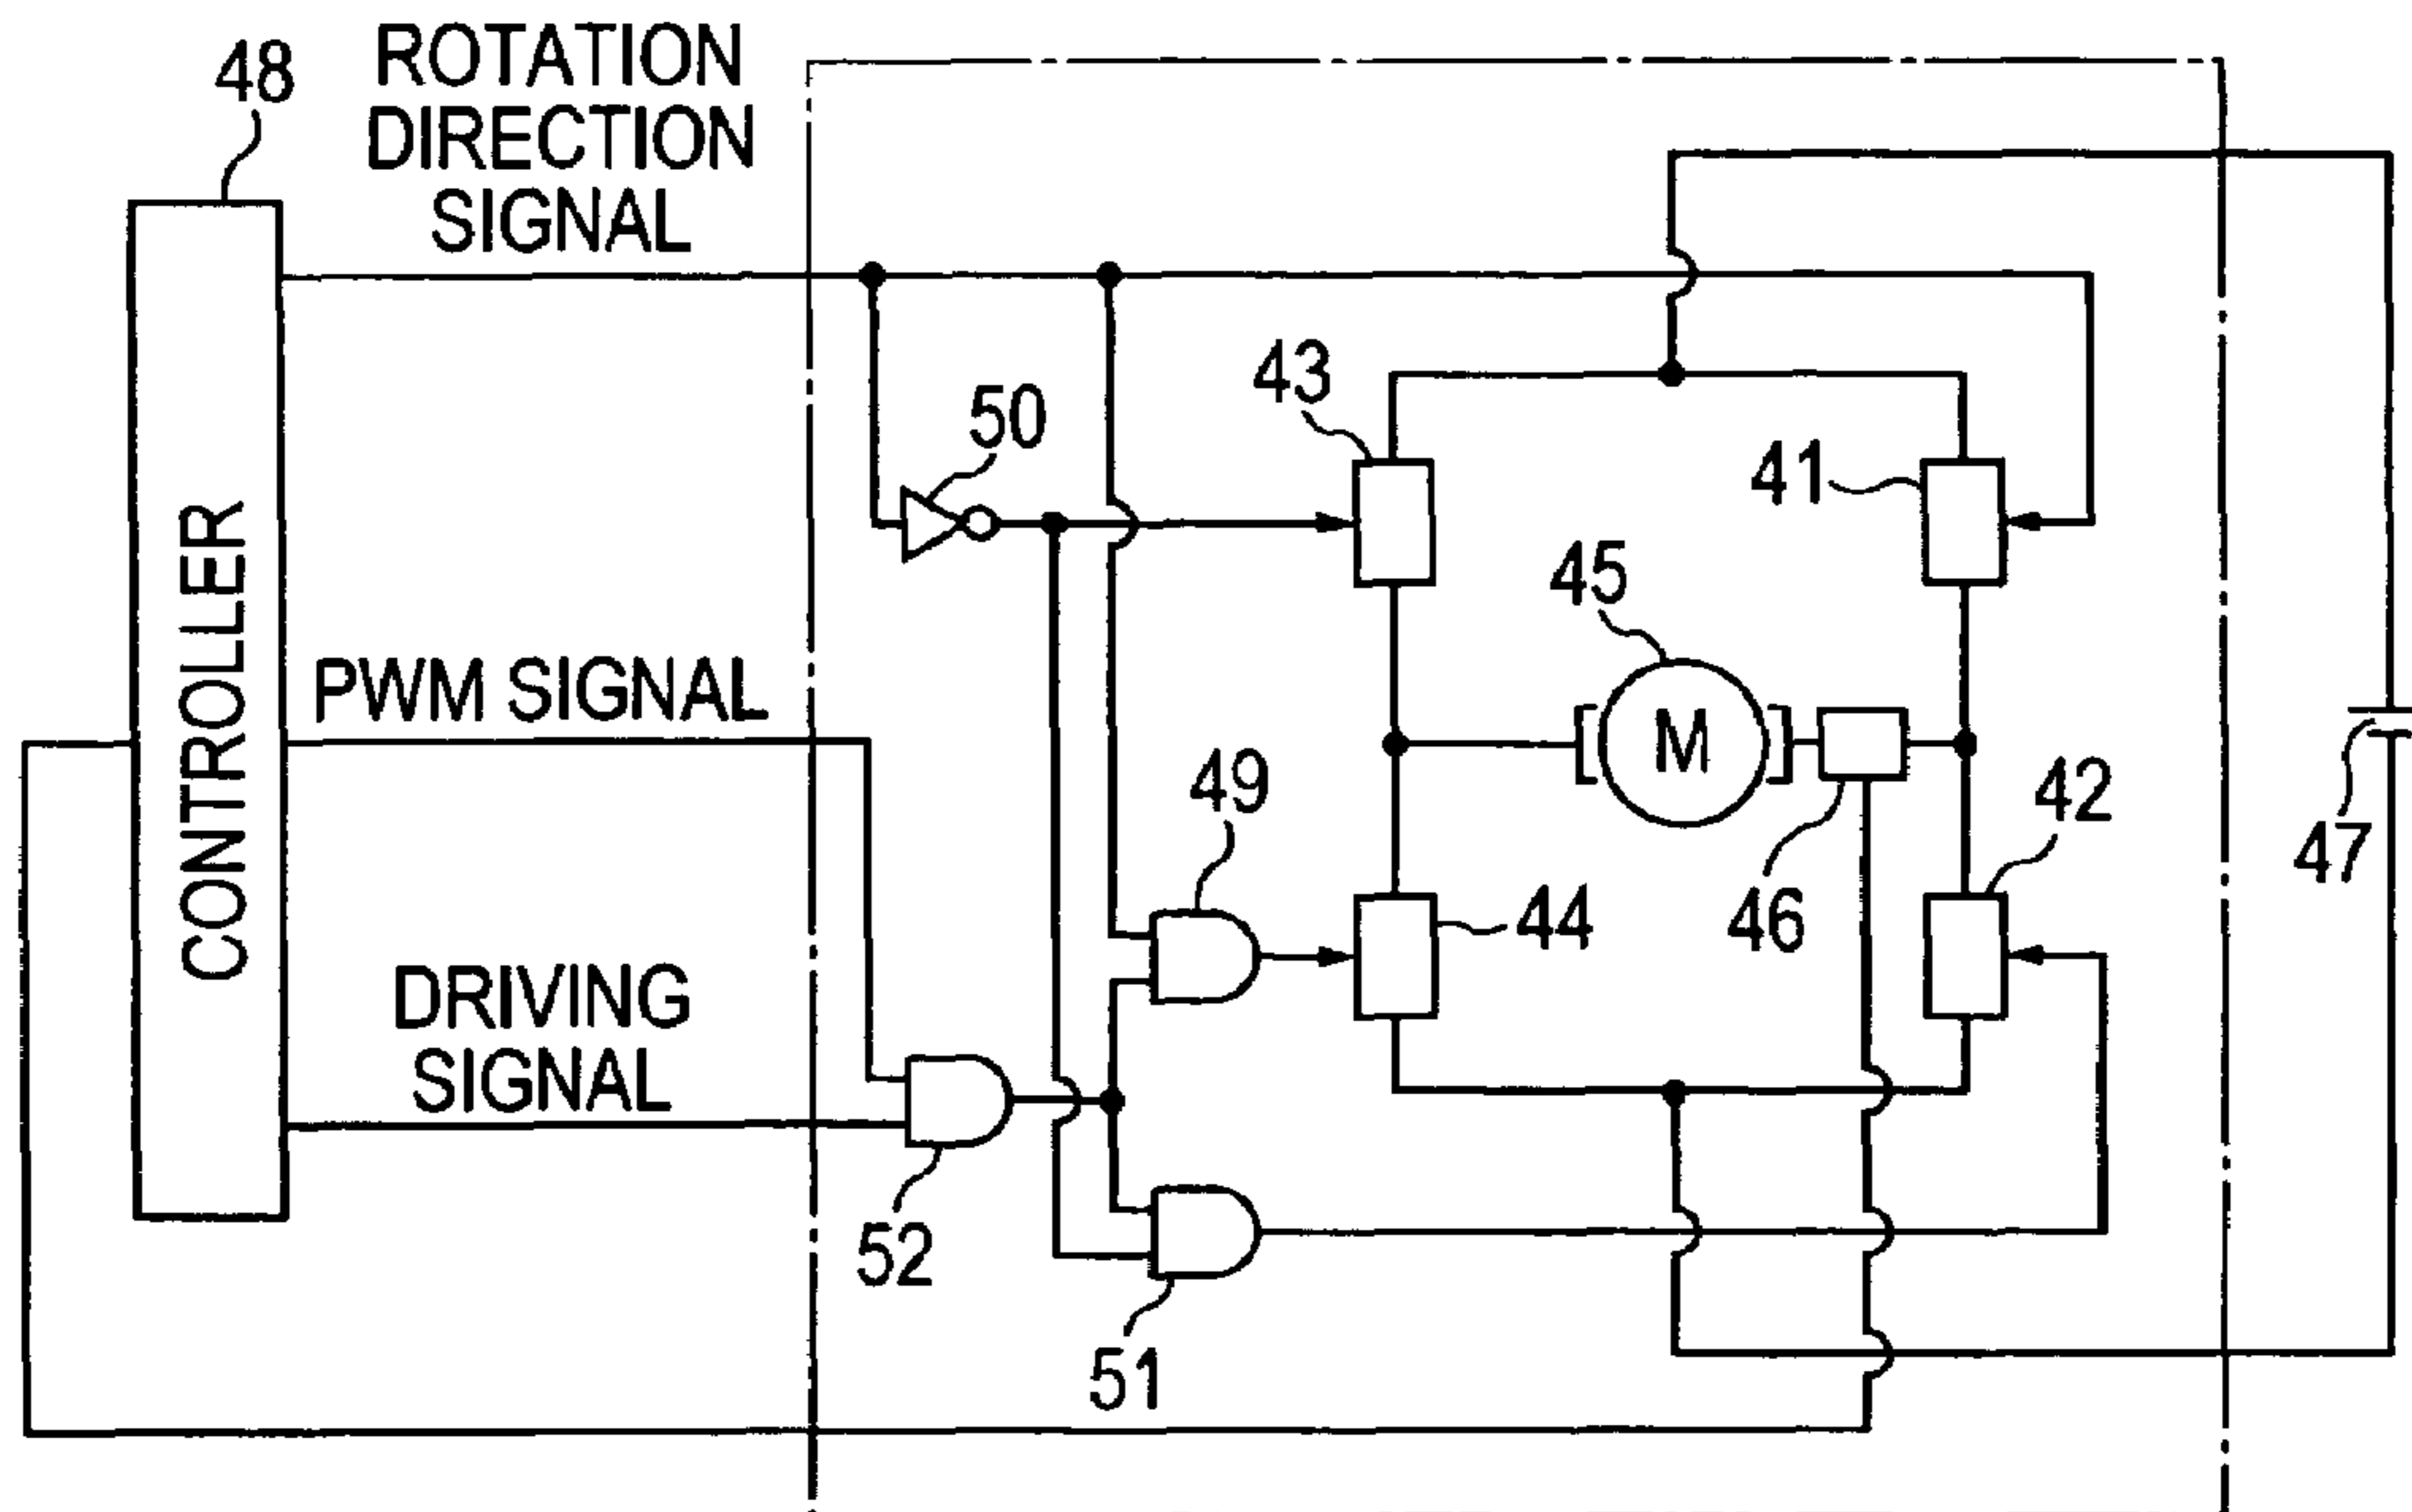 48
ROTATION
DIRECTION
SIGNAL
43
50
41
45
CONTROLLER
PWM SIGNAL
M
49
42
47
44
46
DRIVING
SIGNAL
52
51